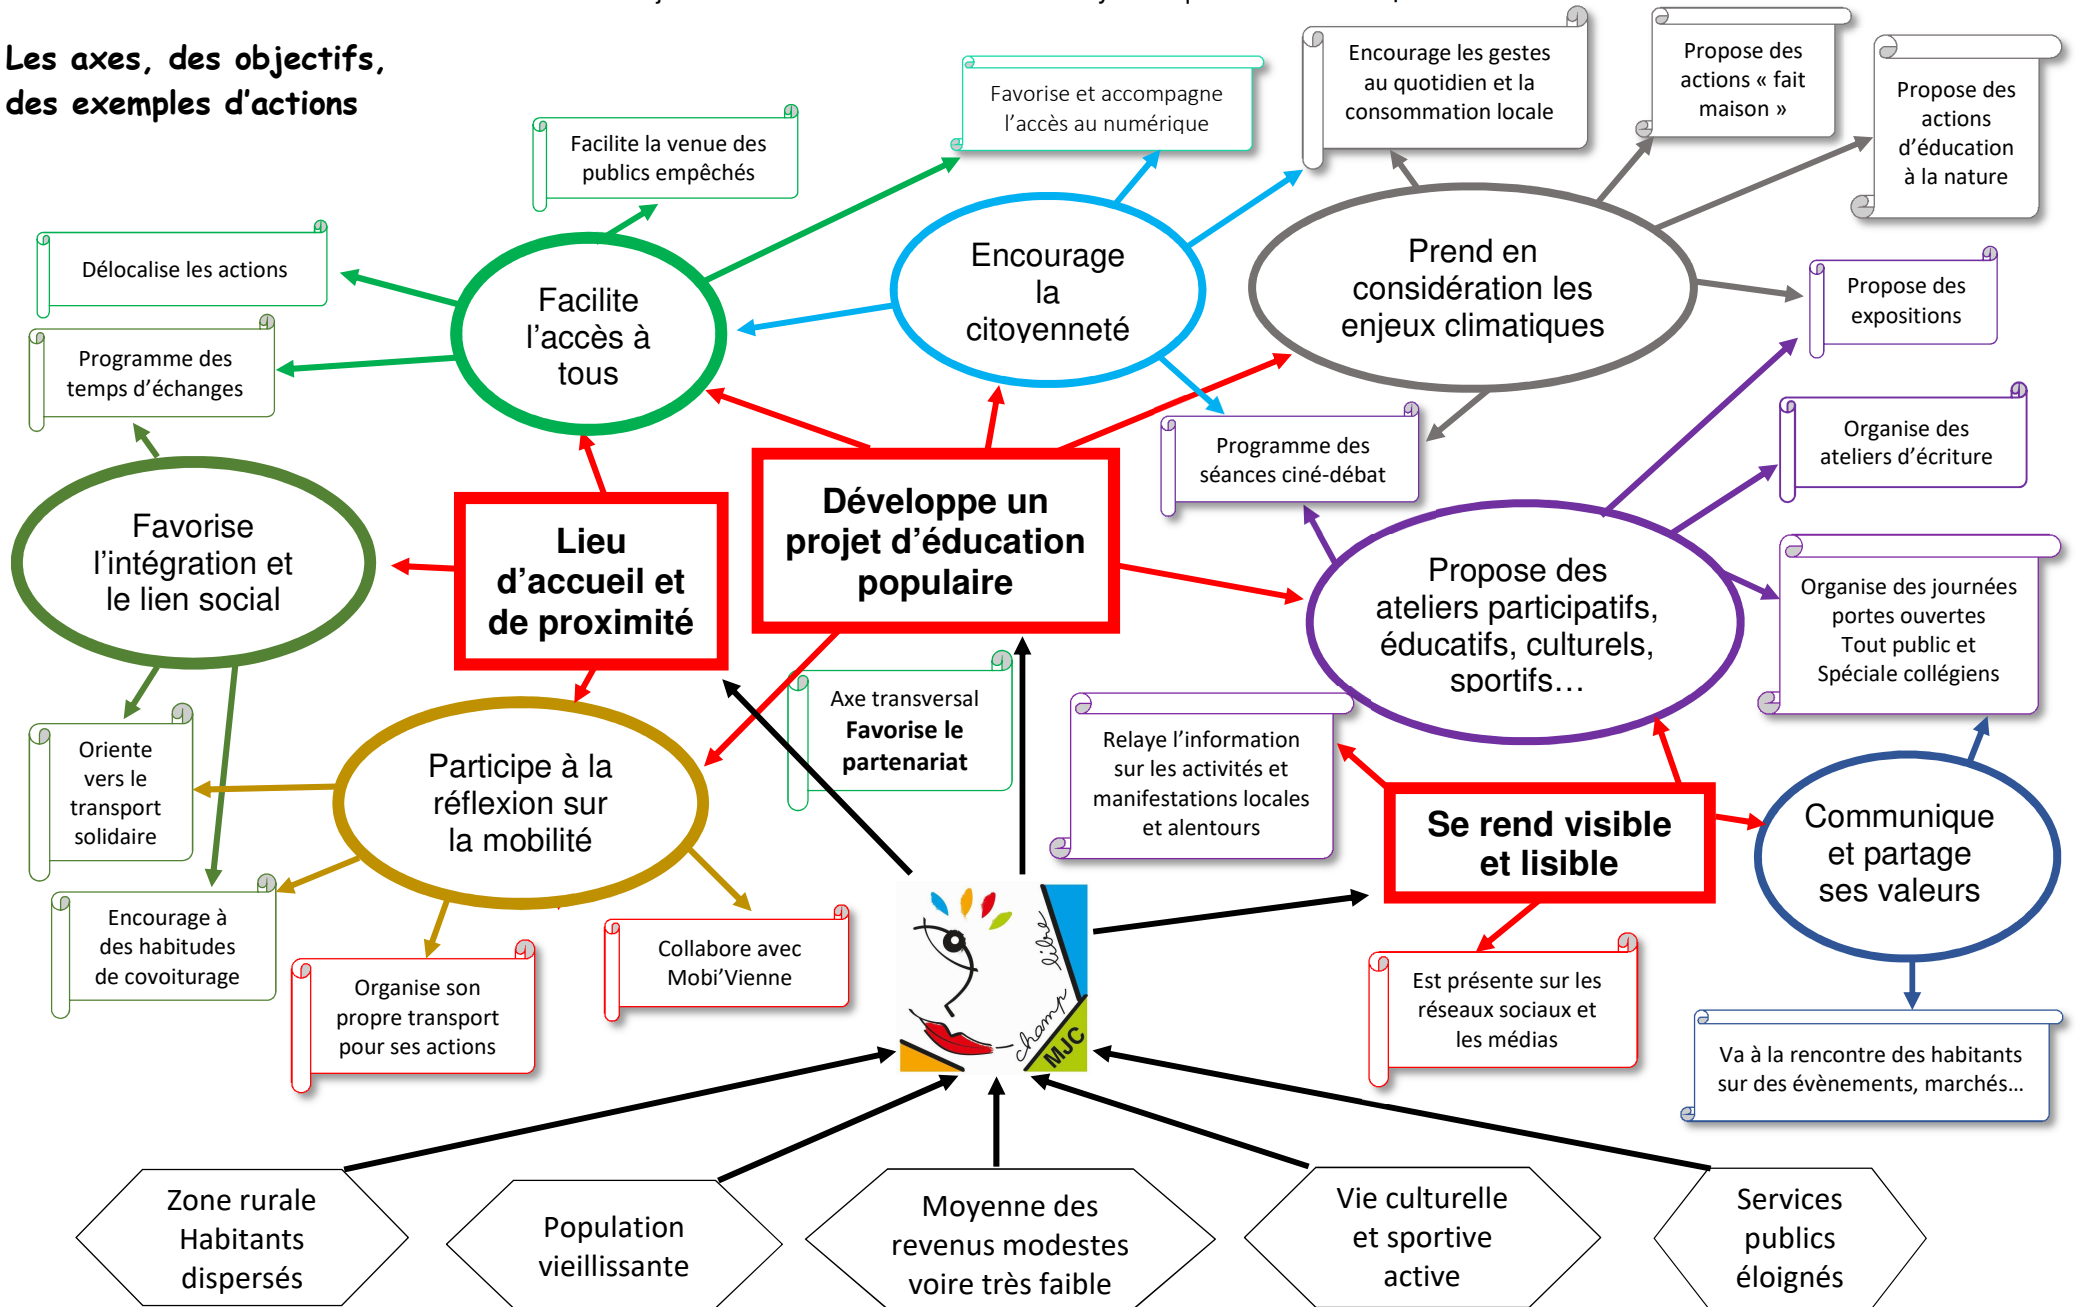 Les axes, des objectifs,
des exemples d'actions
Facilite la venue des
publics empêchés
Favorise et accompagne
l'accès au numérique
Encourage les gestes
au quotidien et la
consommation locale
Propose des
actions « fait
maison »
Propose des
actions
d'éducation
à la nature
Délocalise les actions
Programme des
temps d'échanges
Facilite
l'accès à
tous
Encourage
la
citoyenneté
Prend en
considération les
enjeux climatiques
Propose des
expositions
Organise des
ateliers d'écriture
Programme des
séances ciné-débat
Favorise
l'intégration et
le lien social
Lieu
d'accueil et
de proximité
Développe un
projet d'éducation
populaire
Propose des
ateliers participatifs,
éducatifs, culturels,
sportifs…
Organise des journées
portes ouvertes
Tout public et
Spéciale collégiens
Oriente
vers le
transport
solidaire
Participe à la
réflexion sur
la mobilité
Axe transversal
Favorise le
partenariat
Relaye l'information
sur les activités et
manifestations locales
et alentours
Se rend visible
et lisible
Communique
et partage
ses valeurs
Encourage à
des habitudes
de covoiturage
Organise son
propre transport
pour ses actions
Collabore avec
Mobi'Vienne
champ libre
MJC
Est présente sur les
réseaux sociaux et
les médias
Va à la rencontre des habitants
sur des évènements, marchés…
Zone rurale
Habitants
dispersés
Population
vieillissante
Moyenne des
revenus modestes
voire très faible
Vie culturelle
et sportive
active
Services
publics
éloignés